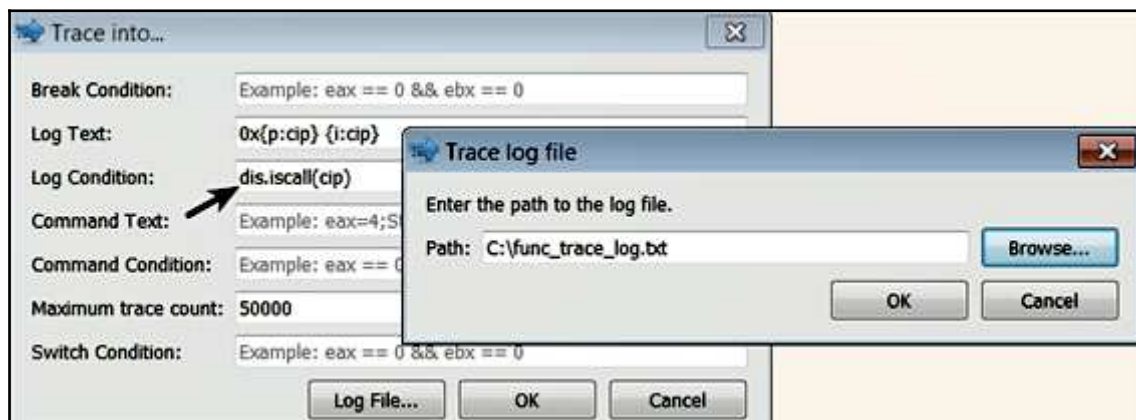 Trace into...
Break Condition: Example: eax == 0 && ebx == 0
Log Text: 0x{p:cip} {i:cip}
Log Condition: dis.iscall(cip)
Command Text: Example: eax=4;
Command Condition: Example: eax ==
Maximum trace count: 50000
Switch Condition: Example: eax == 0 && ebx == 0
Log File... OK Cancel
Trace log file
Enter the path to the log file.
Path: C:\func_trace_log.txt Browse...
OK Cancel